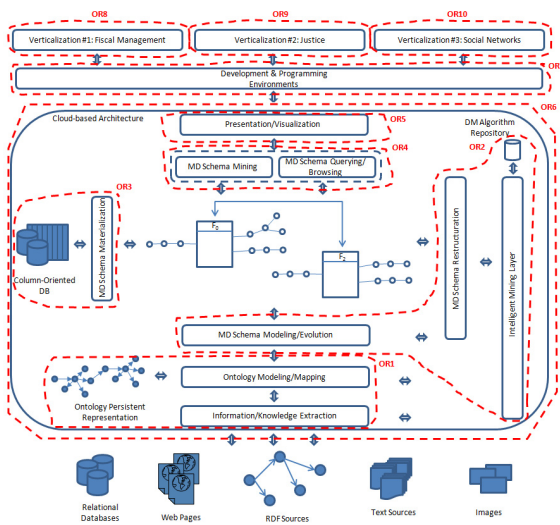 OR8
OR9
OR10
Verticalization #1: Fiscal Management
Verticalization #2: Justice
Verticalization #3: Social Networks
Development & Programming
Environments
OR
OR6
Cloud-based Architecture
DM Algorithm
Repository
Presentation/Visualization
OR5
OR4
OR2
MD Schema Mining
MD Schema Querying/
Browsing
OR3
MD Schema Materialization
Column-Oriented
DB
MD Schema Restructuration
Intelligent Mining Layer
MD Schema Modeling/Evolution
OR1
Ontology Modeling/Mapping
Ontology Persistent
Representation
Information/Knowledge Extraction
Relational
Databases
Web Pages
RDF Sources
Text Sources
Images